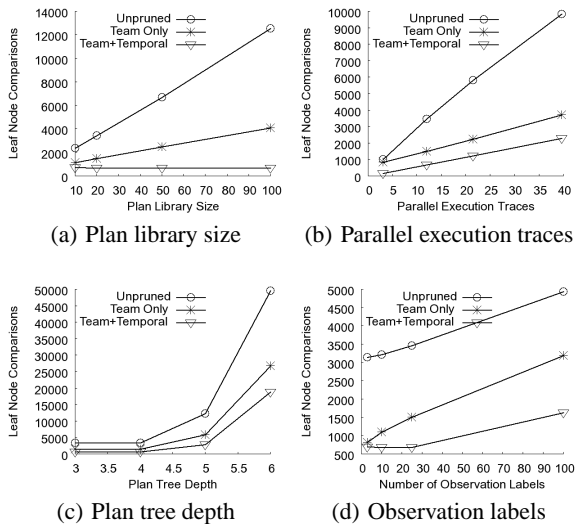 Unpruned
Team Only
Team+Temporal
Leaf Node Comparisons
14000
12000
10000
8000
6000
4000
2000
0
10 20 30 40 50 60 70 80 90 100
Plan Library Size
(a) Plan library size
Unpruned
Team Only
Team+Temporal
Leaf Node Comparisons
10000
9000
8000
7000
6000
5000
4000
3000
2000
1000
0
0 5 10 15 20 25 30 35 40
Parallel Execution Traces
(b) Parallel execution traces
Unpruned
Team Only
Team+Temporal
Leaf Node Comparisons
50000
45000
40000
35000
30000
25000
20000
15000
10000
5000
0
3 3.5 4 4.5 5 5.5 6
Plan Tree Depth
(c) Plan tree depth
Unpruned
Team Only
Team+Temporal
Leaf Node Comparisons
5000
4500
4000
3500
3000
2500
2000
1500
1000
500
0 10 20 30 40 50 60 70 80 90 100
Number of Observation Labels
(d) Observation labels